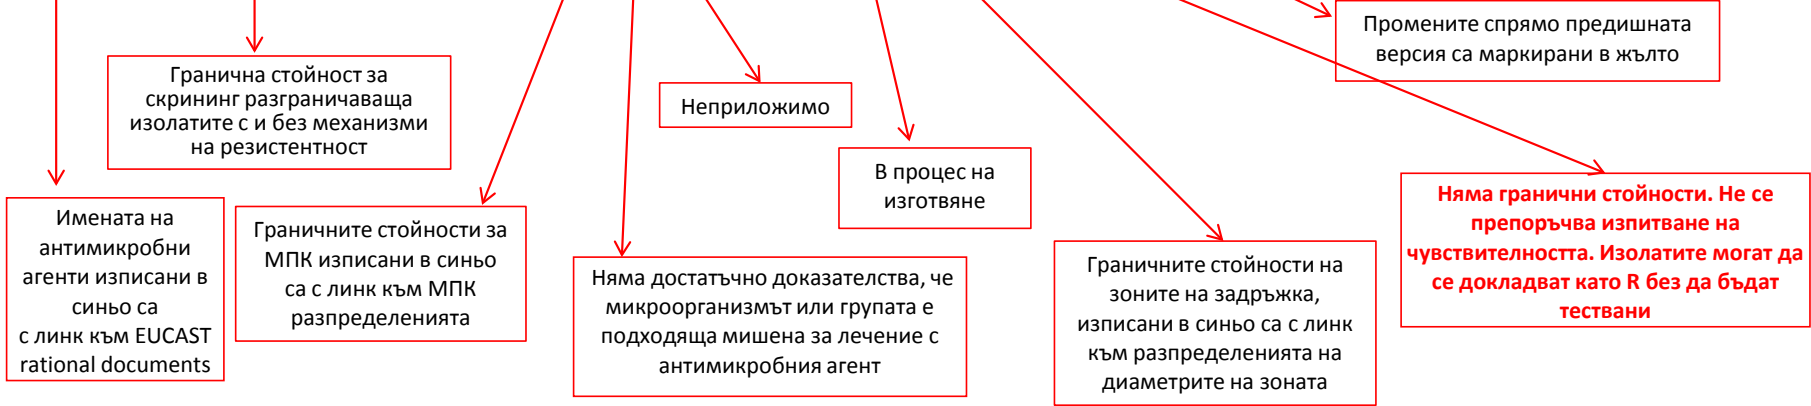 Промените спрямо предишната
версия са маркирани в жълто
Гранична стойност за
скрининг разграничаваща
изолатите с и без механизми
на резистентност
Неприложимо
В процес на
изготвяне
Имената на
антимикробни
агенти изписани в
синьо са
с линк към EUCAST
rational documents
Граничните стойности за
МПК изписани в синьо
са с линк към МПК
разпределенията
Няма достатъчно доказателства, че
микроорганизмът или групата е
подходяща мишена за лечение с
антимикробния агент
Граничните стойности на
зоните на задръжка,
изписани в синьо са с линк
към разпределенията на
диаметрите на зоната
Няма гранични стойности. Не се
препоръчва изпитване на
чувствителността. Изолатите могат да
се докладват като R без да бъдат
тествани